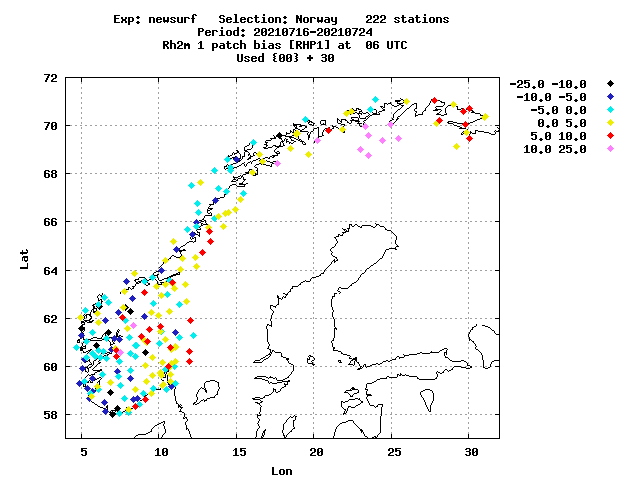 Exp: newsurf   Selection: Norway    222 stations
Period: 20210716-20210724
Rh2m 1 patch bias [RHP1] at  06 UTC
Used {00} + 30
72
70
68
66
64
62
60
58
5 10 15 20 25 30
Lat
Lon
-25.0 -10.0
-10.0 -5.0
-5.0 0.0
0.0 5.0
5.0 10.0
10.0 25.0